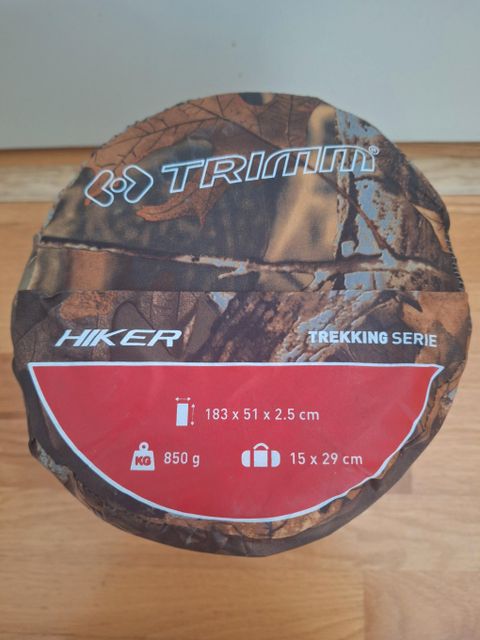 TRIMM®
HIKER
TREKKING SERIE
183 x 51 x 2.5 cm
KG 850 g
15 x 29 cm